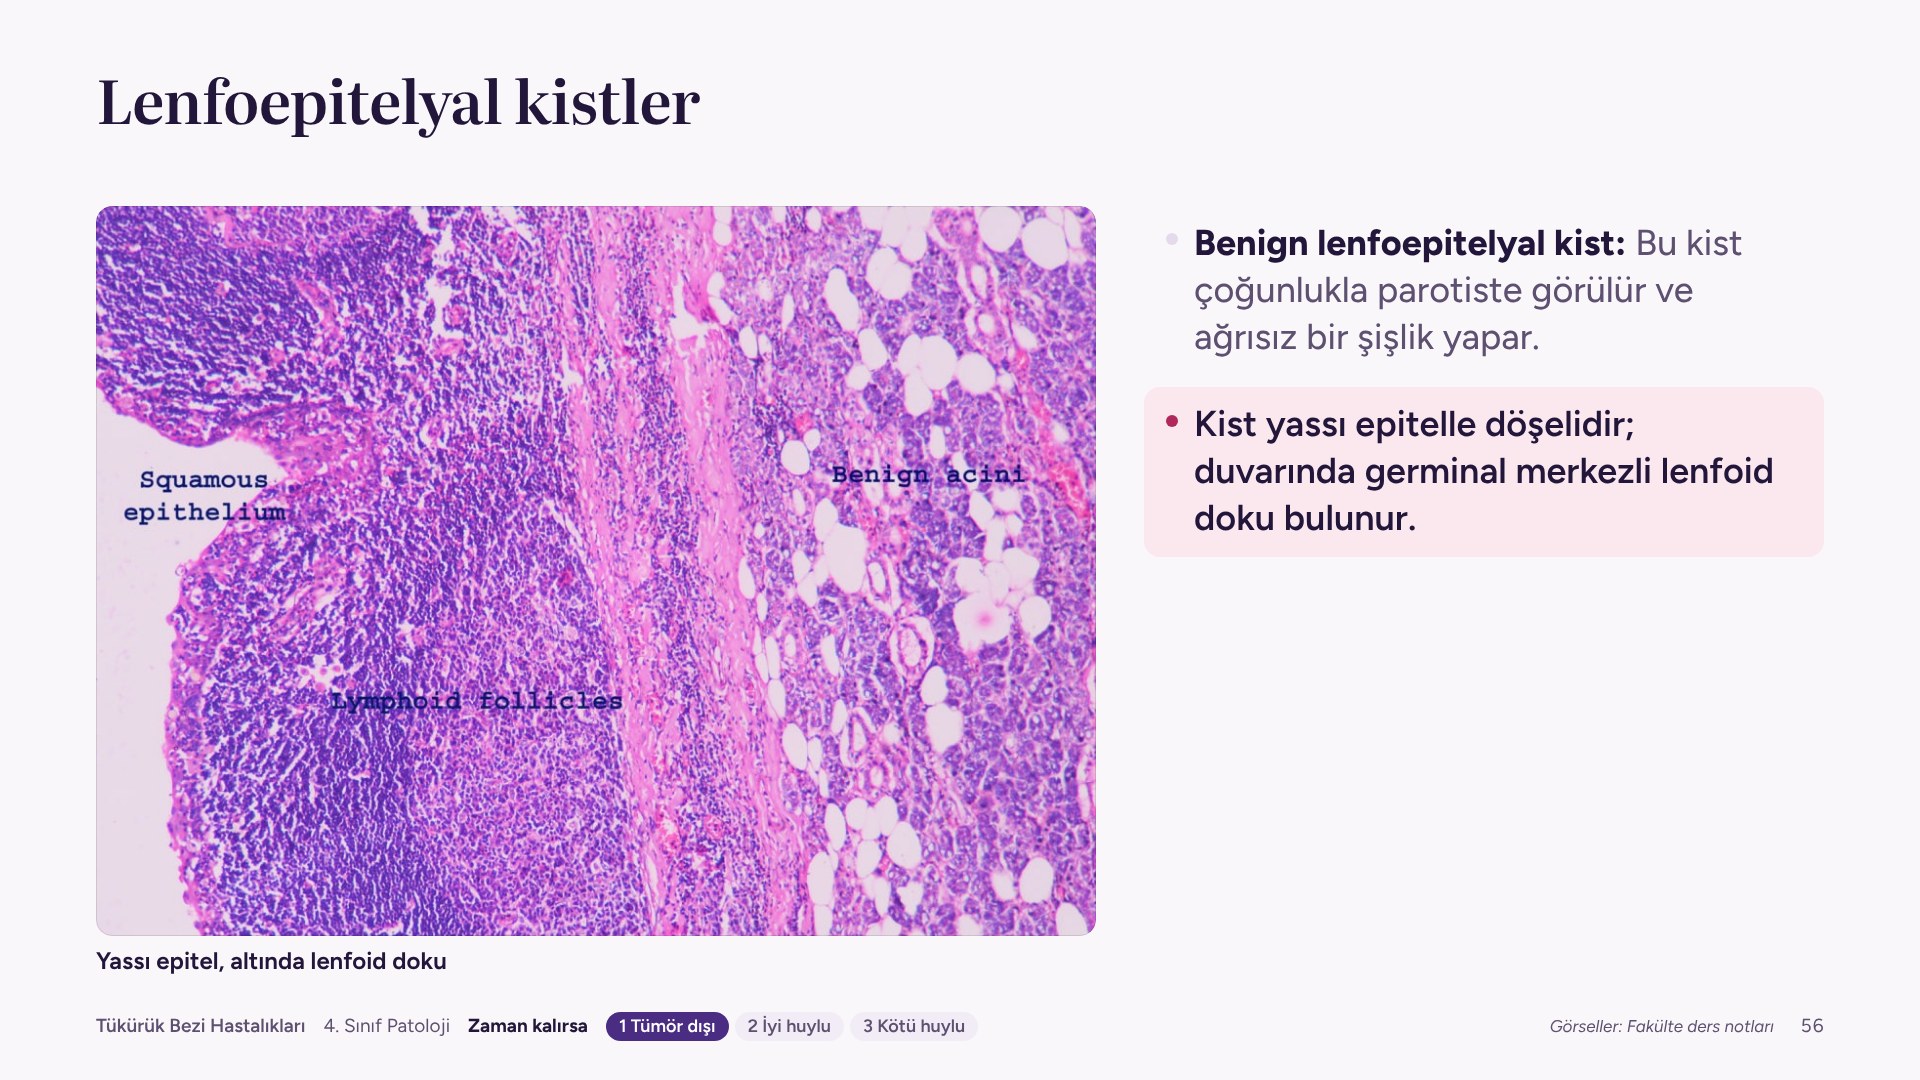 Lenfoepitelyal kistler
Squamous
epithelium
Benign acini
Lymphoid follicles
Yassı epitel, altında lenfoid doku
Benign lenfoepitelyal kist: Bu kist
çoğunlukla parotiste görülür ve
ağrısız bir şişlik yapar.
Kist yassı epitelle döşelidir;
duvarında germinal merkezli lenfoid
doku bulunur.
Tükürük Bezi Hastalıkları 4. Sınıf Patoloji Zaman kalırsa 1 Tümör dışı 2 İyi huylu 3 Kötü huylu
Görseller: Fakülte ders notları 56